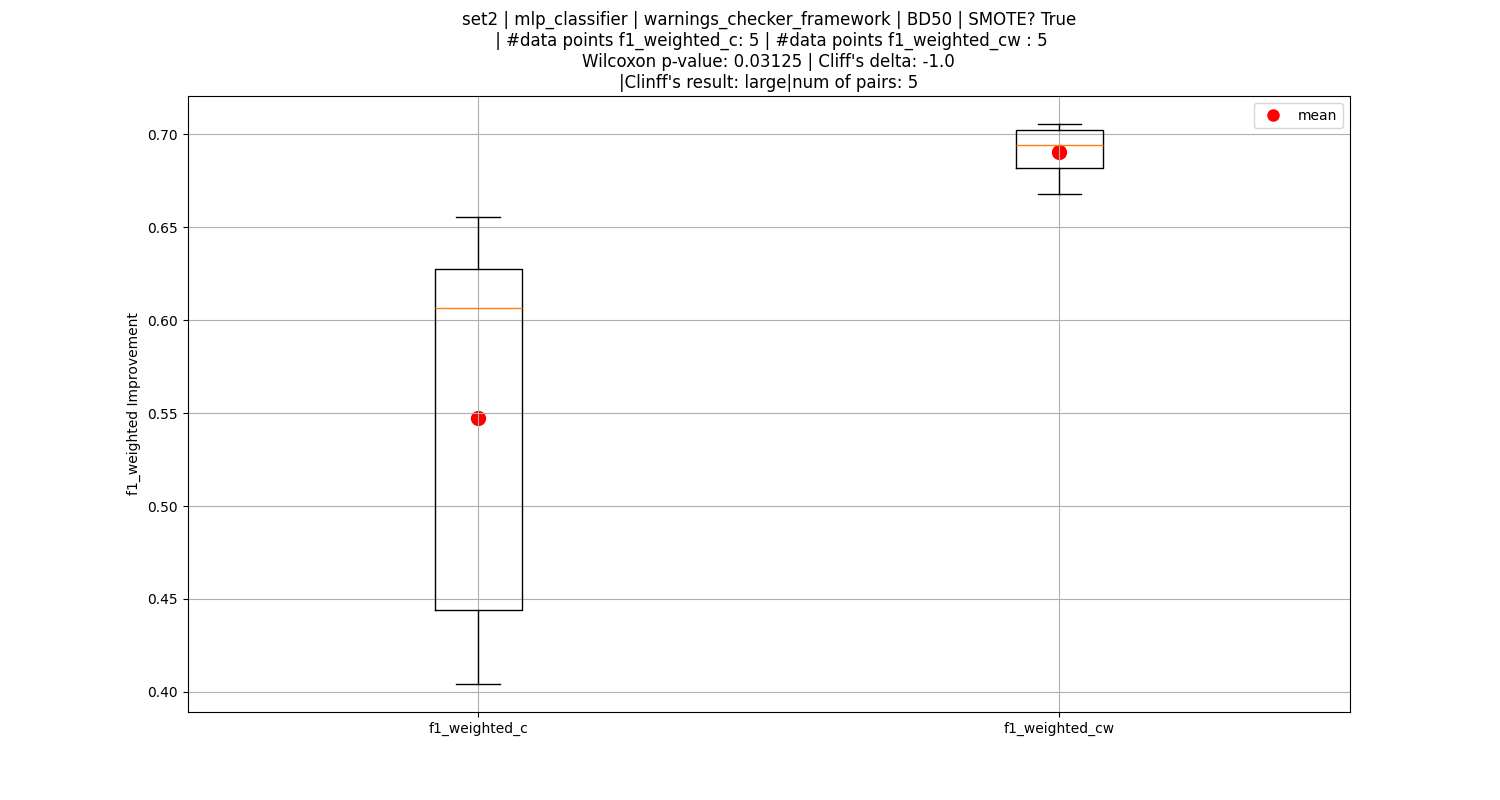 set2 | mlp_classifier | warnings_checker_framework | BD50 | SMOTE? True
| #data points f1_weighted_c: 5 | #data points f1_weighted_cw : 5
Wilcoxon p-value: 0.03125 | Cliff's delta: -1.0
|Clinff's result: large|num of pairs: 5
mean
0.70
0.65
0.60
0.55
0.50
0.45
0.40
f1_weighted Improvement
f1_weighted_c
f1_weighted_cw